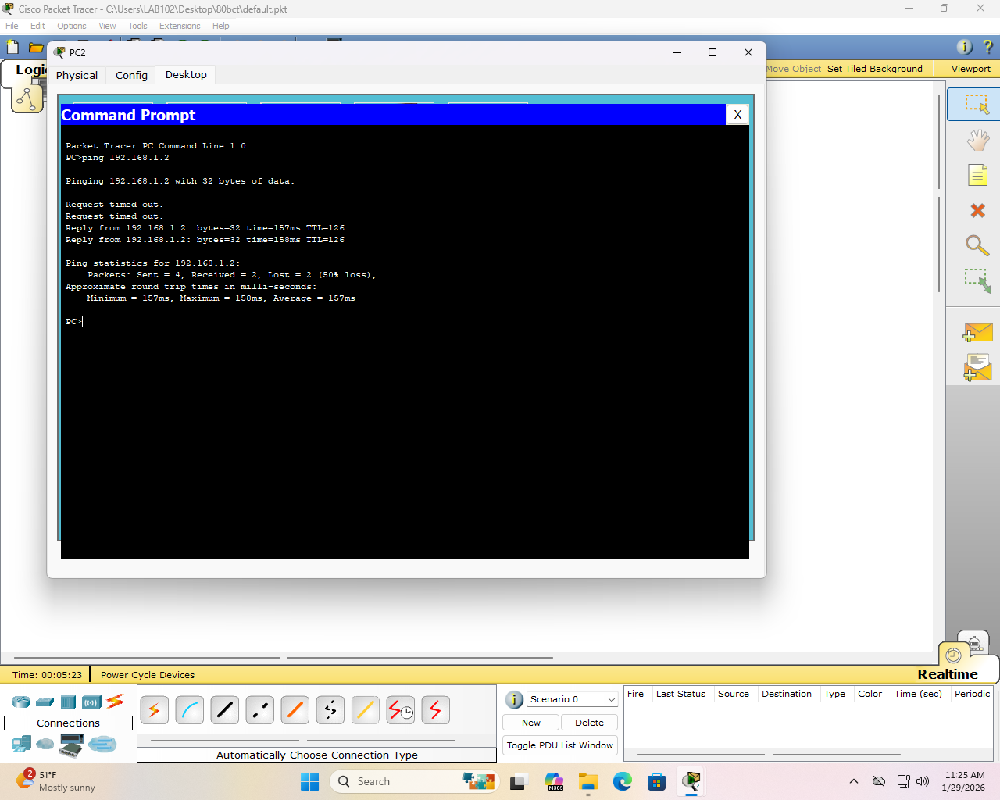 Cisco Packet Tracer - C:\Users\LAB102\Desktop\80bct\default.pkt
File Edit Options View Tools Extensions Help
PC2
Move Object Set Tiled Background Viewport
Physical Config Desktop
Command Prompt X
Packet Tracer PC Command Line 1.0
PC>ping 192.168.1.2
Pinging 192.168.1.2 with 32 bytes of data:
Request timed out.
Request timed out.
Reply from 192.168.1.2: bytes=32 time=157ms TTL=126
Reply from 192.168.1.2: bytes=32 time=158ms TTL=126
Ping statistics for 192.168.1.2:
Packets: Sent = 4, Received = 2, Lost = 2 (50% loss),
Approximate round trip times in milli-seconds:
Minimum = 157ms, Maximum = 158ms, Average = 157ms
PC>
Time: 00:05:23 Power Cycle Devices
Realtime
Connections
Automatically Choose Connection Type
Scenario 0
New Delete
Toggle PDU List Window
Fire Last Status Source Destination Type Color Time (sec) Periodic
2
51°F
Mostly sunny
Search
M365
11:25 AM
1/29/2026